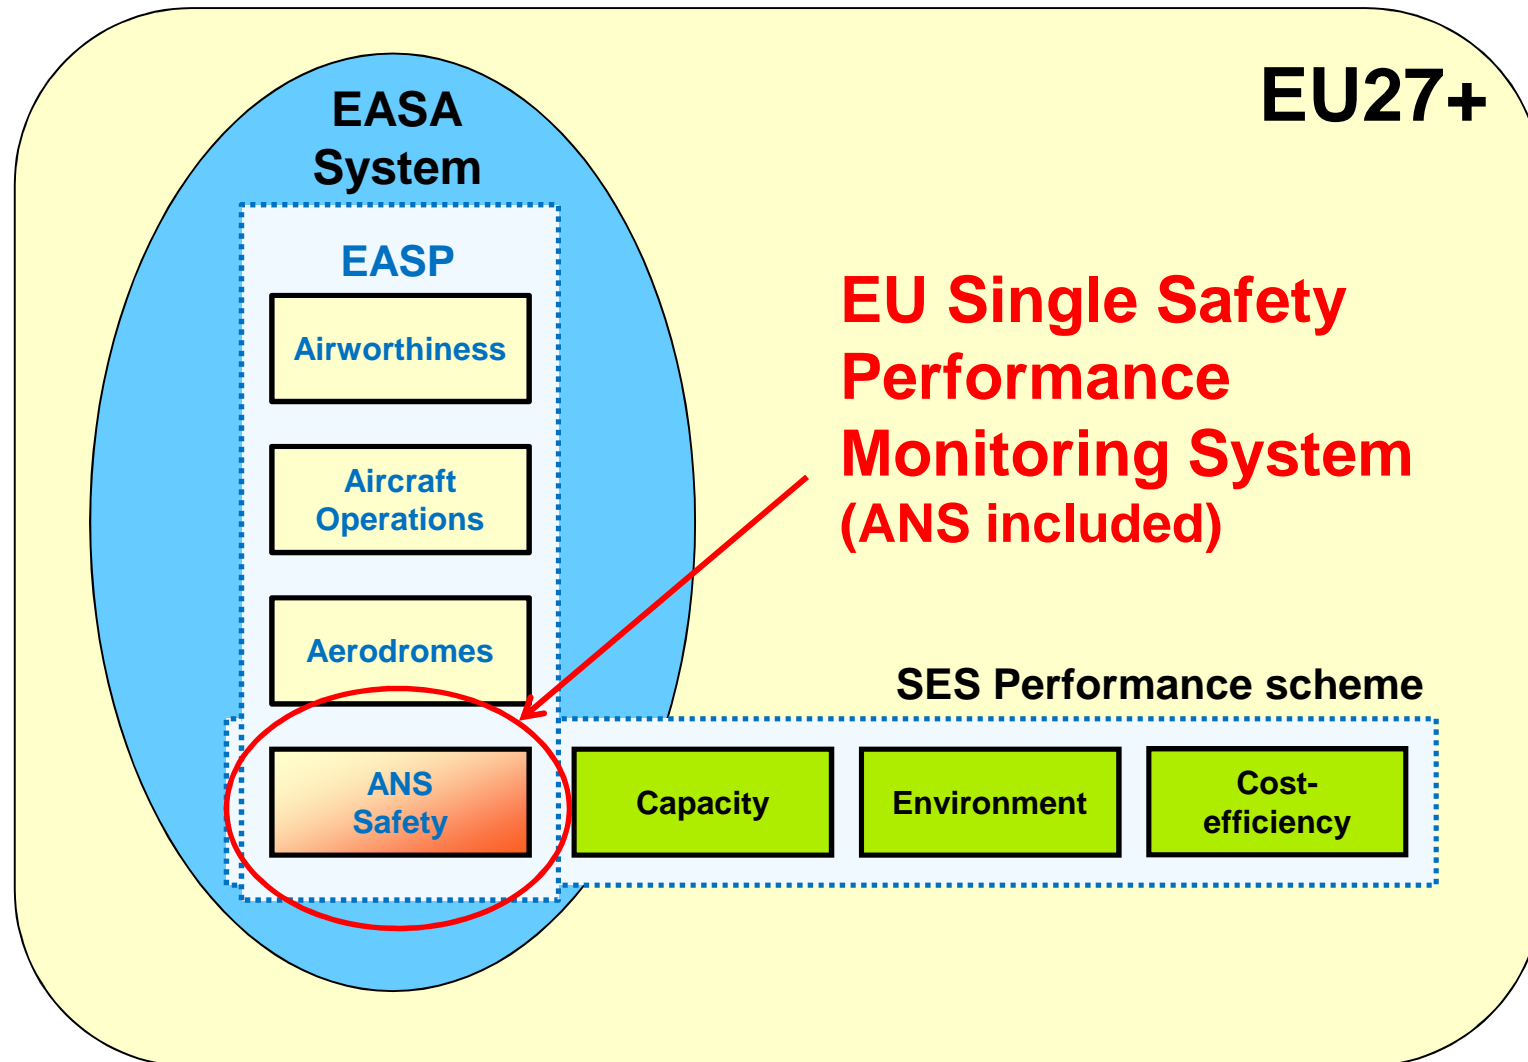 EU27+
EASA
System
EASP
Airworthiness
Aircraft
Operations
Aerodromes
EU Single Safety
Performance
Monitoring System
(ANS included)
SES Performance scheme
ANS
Safety
Capacity
Environment
Cost-
efficiency